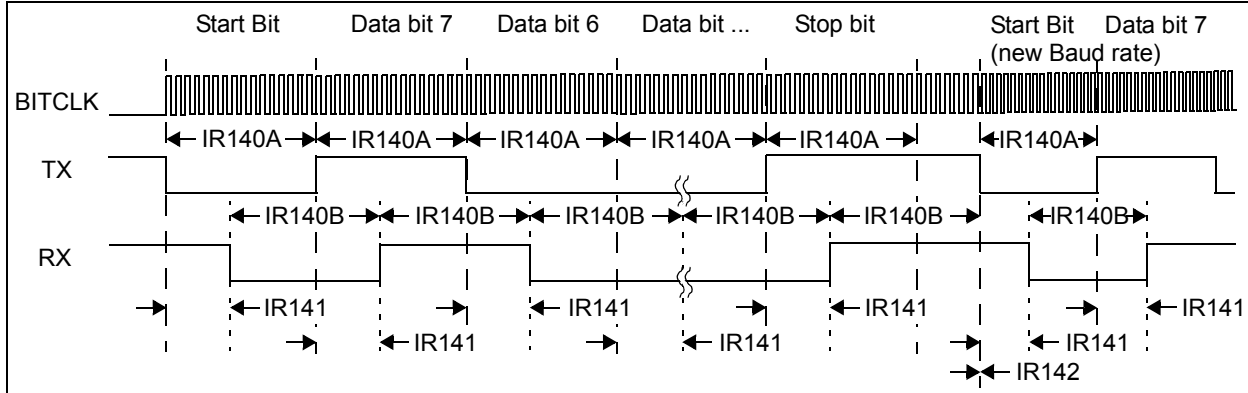 Start Bit Data bit 7 Data bit 6 Data bit ... Stop bit Start Bit Data bit 7
(new Baud rate)
BITCLK
IR140A IR140A IR140A IR140A IR140A IR140A
TX
IR140B IR140B IR140B IR140B IR140B IR140B
RX
IR141 IR141 IR141 IR141
IR141 IR141 IR141
IR142